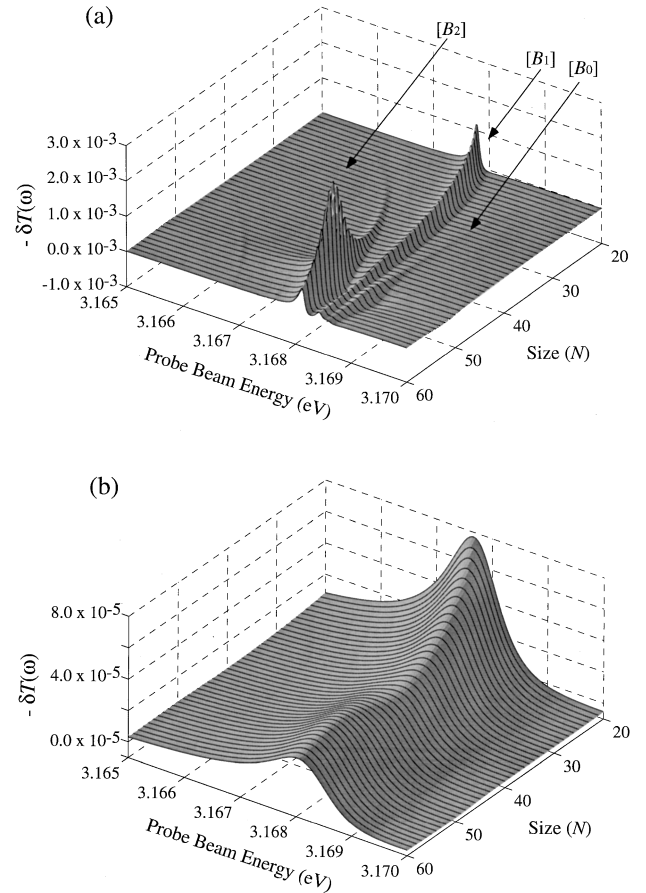 (a)
[B2]
[B1]
[B0]
3.0 x 10-3
2.0 x 10-3
1.0 x 10-3
0.0 x 10-3
-1.0 x 10-3
- δT(ω)
3.165
3.166
3.167
3.168
3.169
3.170
Probe Beam Energy (eV)
20
30
40
50
60
Size (N)
(b)
8.0 x 10-5
4.0 x 10-5
0.0 x 10-5
- δT(ω)
3.165
3.166
3.167
3.168
3.169
3.170
Probe Beam Energy (eV)
20
30
40
50
60
Size (N)